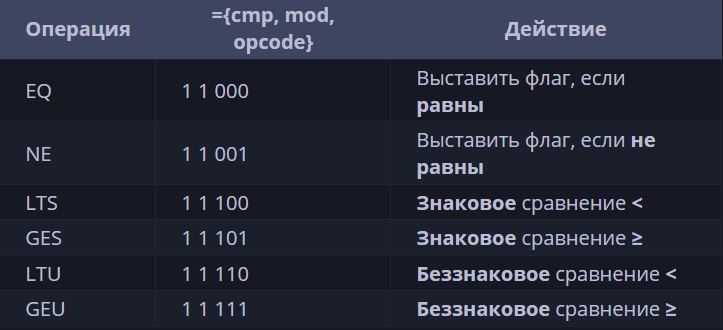 Операция ={cmp, mod, opcode} Действие
EQ 1 1 000 Выставить флаг, если равны
NE 1 1 001 Выставить флаг, если не равны
LTS 1 1 100 Знаковое сравнение <
GES 1 1 101 Знаковое сравнение ≥
LTU 1 1 110 Беззнаковое сравнение <
GEU 1 1 111 Беззнаковое сравнение ≥